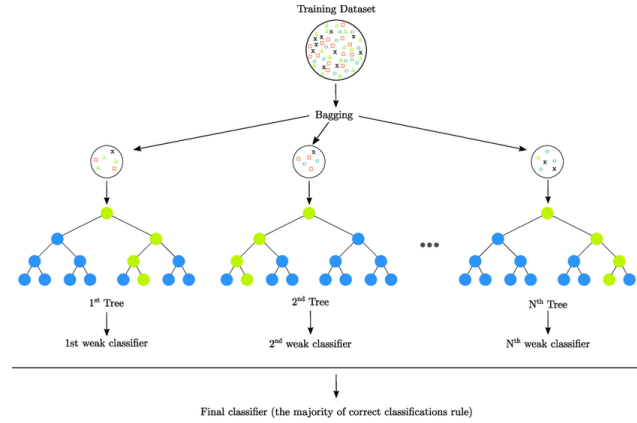 Training Dataset
Bagging
1st Tree
2nd Tree
Nth Tree
1st weak classifier
2nd weak classifier
Nth weak classifier
Final classifier (the majority of correct classifications rule)